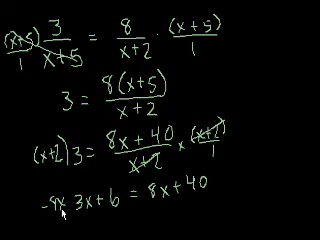 (x+5)/1 3/(x+5) = 8/(x+2) · (x+5)/1
3 = 8(x+5)/(x+2)
(x+2)3 = (8x+40)/(x+2) × (x+2)/1
-8x 3x+6 = 8x+40